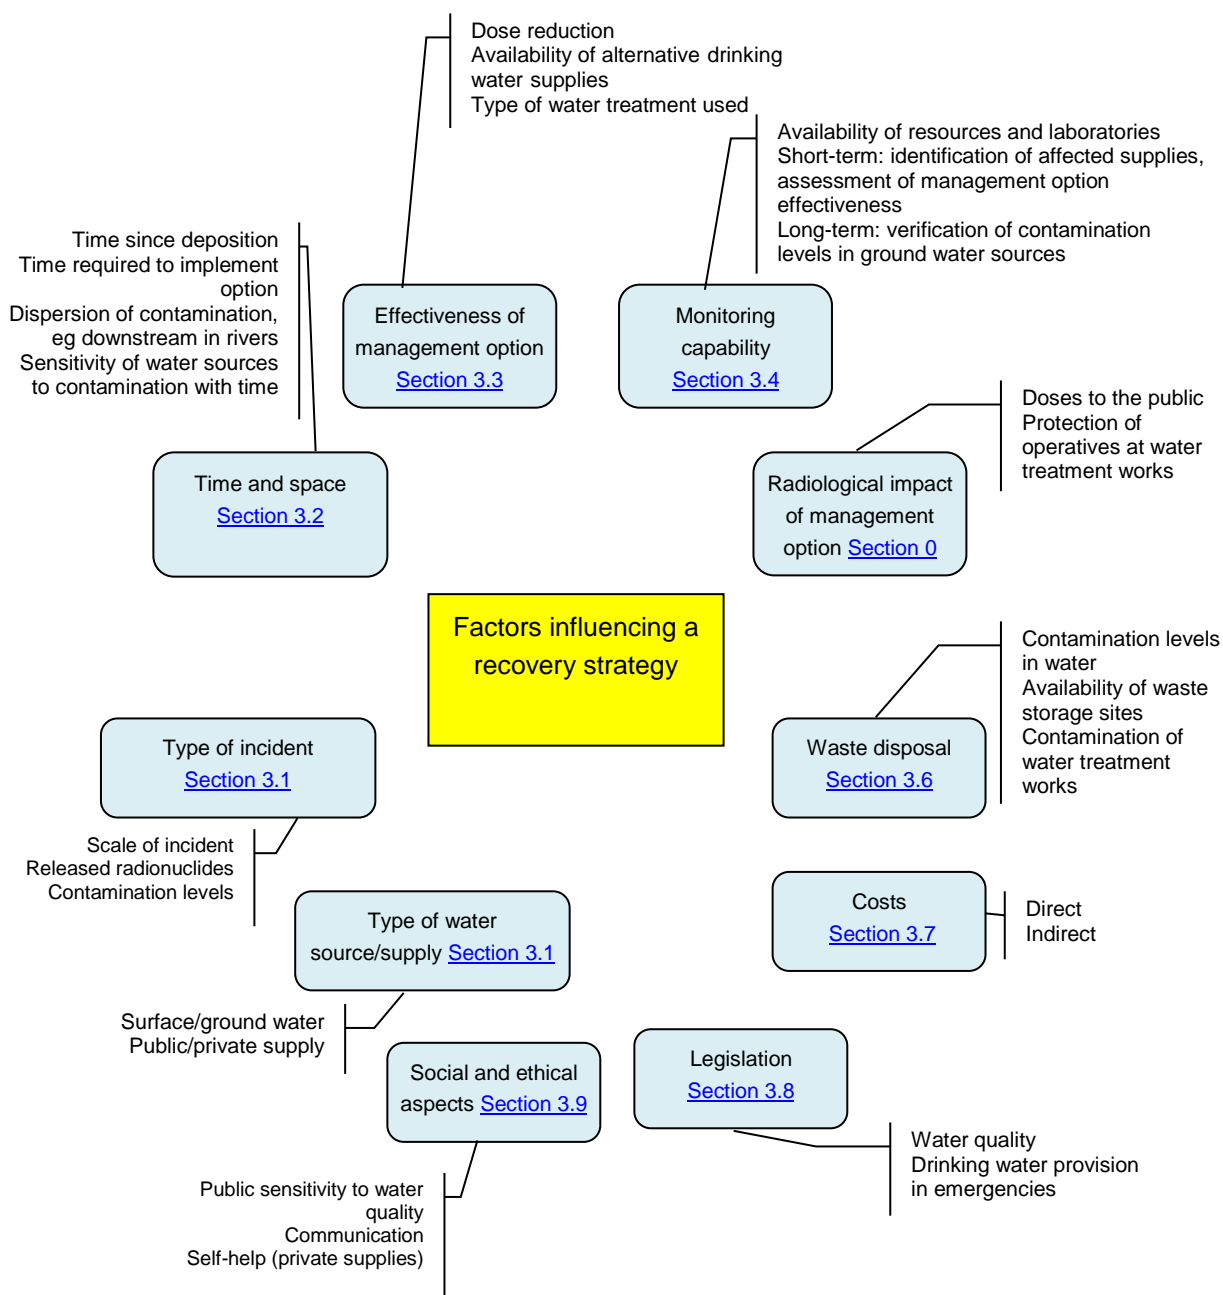 Dose reduction
Availability of alternative drinking
water supplies
Type of water treatment used
Availability of resources and laboratories
Short-term: identification of affected supplies,
assessment of management option
effectiveness
Long-term: verification of contamination
levels in ground water sources
Time since deposition
Time required to implement
option
Dispersion of contamination,
eg downstream in rivers
Sensitivity of water sources
to contamination with time
Effectiveness of
management option
Section 3.3
Monitoring
capability
Section 3.4
Doses to the public
Protection of
operatives at water
treatment works
Time and space
Section 3.2
Radiological impact
of management
option Section 0
Factors influencing a
recovery strategy
Contamination levels
in water
Availability of waste
storage sites
Contamination of
water treatment
works
Type of incident
Section 3.1
Waste disposal
Section 3.6
Scale of incident
Released radionuclides
Contamination levels
Type of water
source/supply Section 3.1
Costs
Section 3.7
Direct
Indirect
Surface/ground water
Public/private supply
Social and ethical
aspects Section 3.9
Legislation
Section 3.8
Water quality
Drinking water provision
in emergencies
Public sensitivity to water
quality
Communication
Self-help (private supplies)